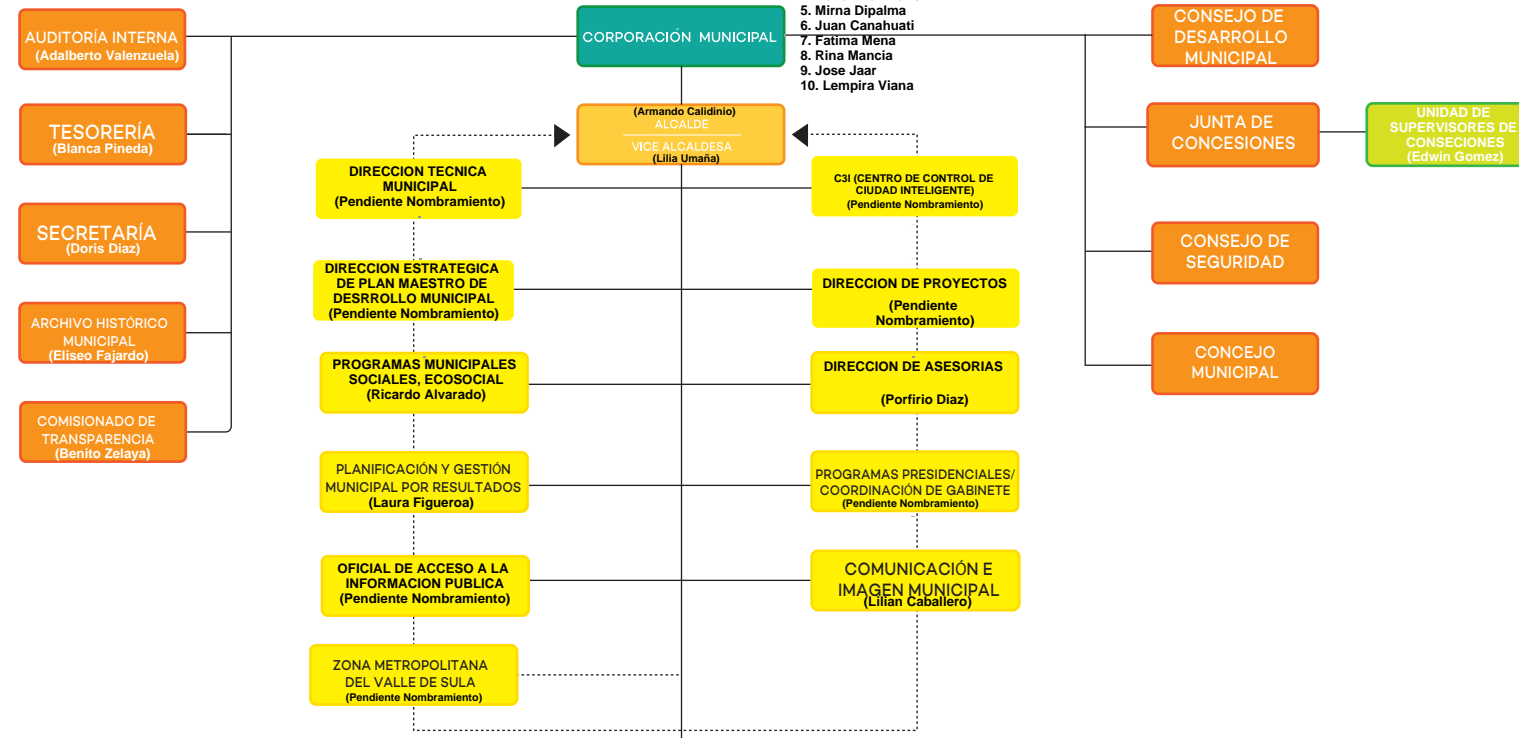 5. Mirna Dipalma
6. Juan Canahuati
7. Fatima Mena
8. Rina Mancia
9. Jose Jaar
10. Lempira Viana
CORPORACIÓN MUNICIPAL
AUDITORÍA INTERNA
(Adalberto Valenzuela)
TESORERÍA
(Blanca Pineda)
SECRETARÍA
(Doris Diaz)
ARCHIVO HISTÓRICO
MUNICIPAL
(Eliseo Fajardo)
COMISIONADO DE
TRANSPARENCIA
(Benito Zelaya)
(Armando Calidinio)
ALCALDE
VICE ALCALDESA
(Lilia Umaña)
DIRECCION TECNICA
MUNICIPAL
(Pendiente Nombramiento)
DIRECCION ESTRATEGICA
DE PLAN MAESTRO DE
DESRROLLO MUNICIPAL
(Pendiente Nombramiento)
PROGRAMAS MUNICIPALES
SOCIALES, ECOSOCIAL
(Ricardo Alvarado)
PLANIFICACIÓN Y GESTIÓN
MUNICIPAL POR RESULTADOS
(Laura Figueroa)
OFICIAL DE ACCESO A LA
INFORMACION PUBLICA
(Pendiente Nombramiento)
ZONA METROPOLITANA
DEL VALLE DE SULA
(Pendiente Nombramiento)
C3I (CENTRO DE CONTROL DE
CIUDAD INTELIGENTE)
(Pendiente Nombramiento)
DIRECCION DE PROYECTOS
(Pendiente
Nombramiento)
DIRECCION DE ASESORIAS
(Porfirio Diaz)
PROGRAMAS PRESIDENCIALES/
COORDINACIÓN DE GABINETE
(Pendiente Nombramiento)
COMUNICACIÓN E
IMAGEN MUNICIPAL
(Lilian Caballero)
CONSEJO DE
DESARROLLO
MUNICIPAL
JUNTA DE
CONCESIONES
UNIDAD DE
SUPERVISORES DE
CONSECIONES
(Edwin Gomez)
CONSEJO DE
SEGURIDAD
CONCEJO
MUNICIPAL